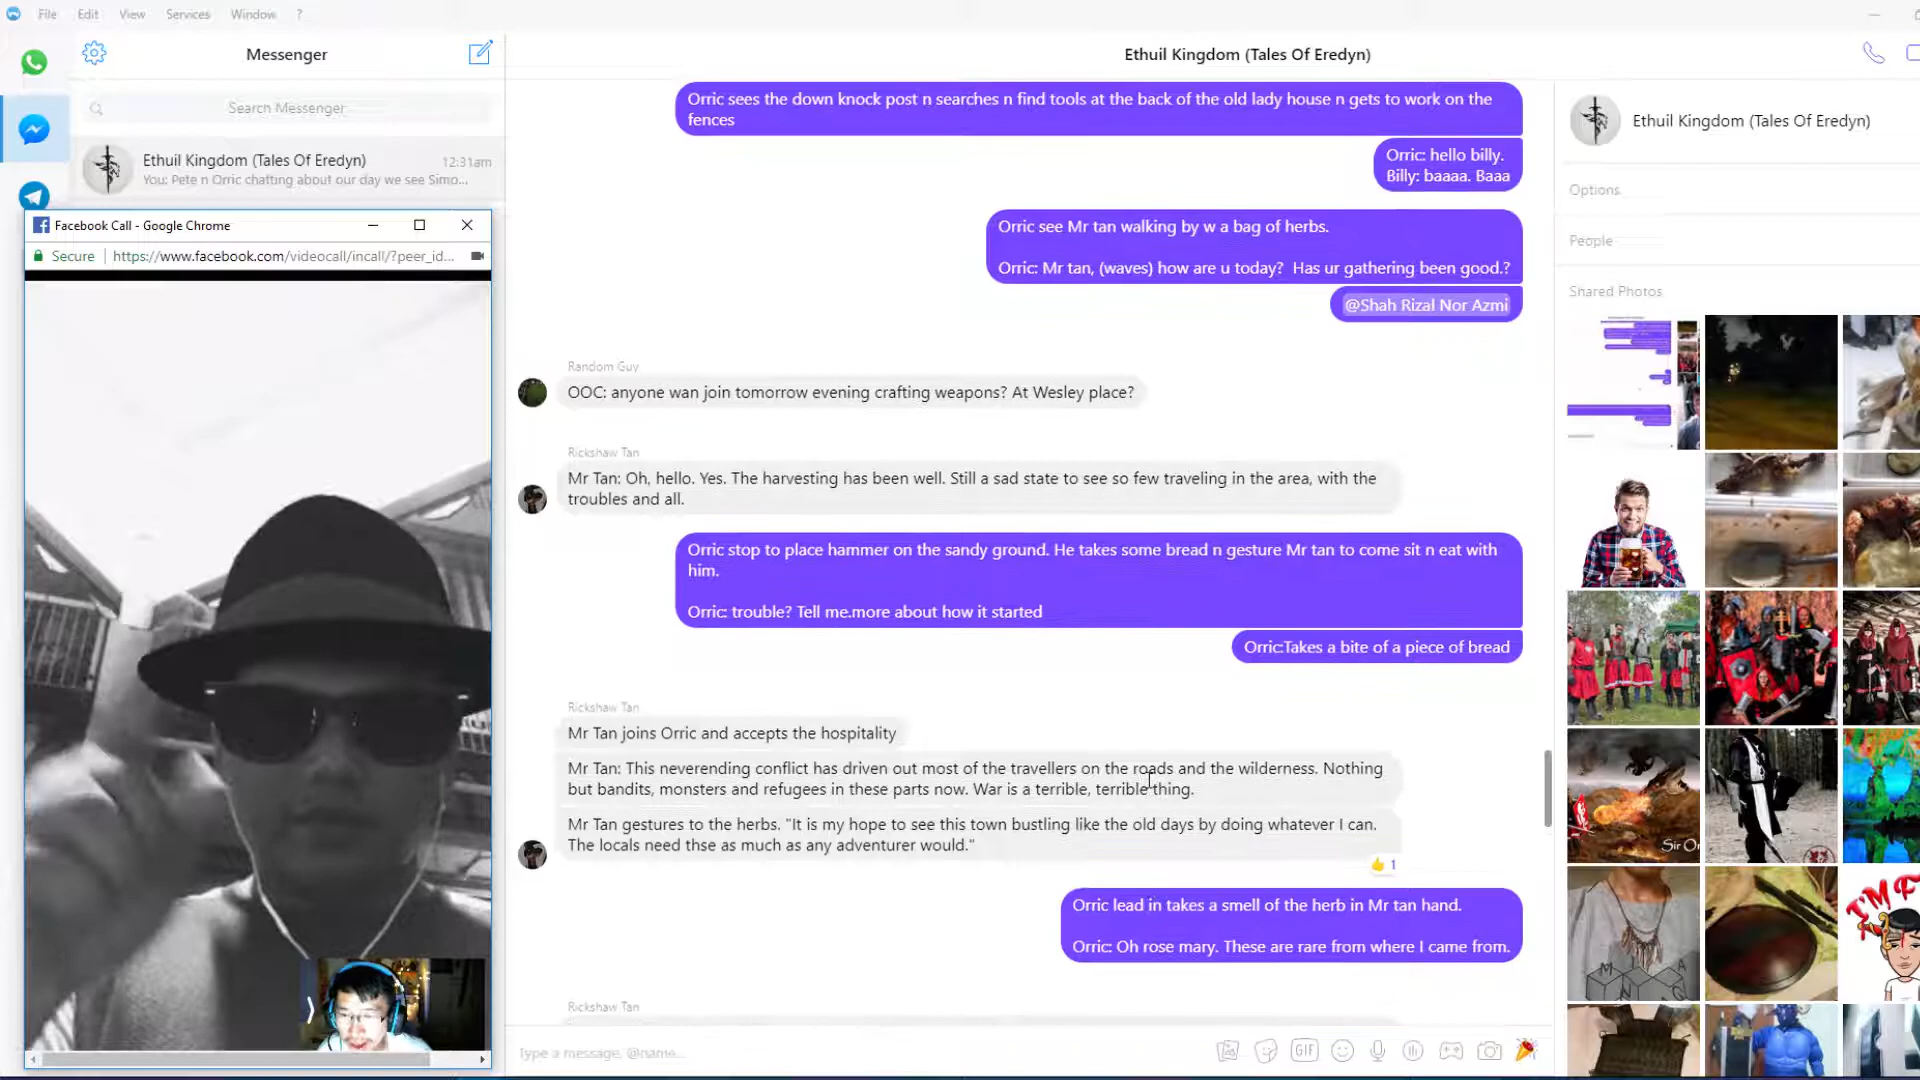 File Edit View Services Window ?
Messenger
Search Messenger
Ethuil Kingdom (Tales Of Eredyn) 12:31am
You: Pete n Orric chatting about our day we see Simo...
Facebook Call - Google Chrome
Secure https://www.facebook.com/videocall/incall/?peer_id...
Ethuil Kingdom (Tales Of Eredyn)
Orric sees the down knock post n searches n find tools at the back of the old lady house n gets to work on the
fences
Orric: hello billy.
Billy: baaaa. Baaa
Orric see Mr tan walking by w a bag of herbs.
Orric: Mr tan, (waves) how are u today? Has ur gathering been good.?
@Shah Rizal Nor Azmi
Random Guy
OOC: anyone wan join tomorrow evening crafting weapons? At Wesley place?
Rickshaw Tan
Mr Tan: Oh, hello. Yes. The harvesting has been well. Still a sad state to see so few traveling in the area, with the
troubles and all.
Orric stop to place hammer on the sandy ground. He takes some bread n gesture Mr tan to come sit n eat with
him.
Orric: trouble? Tell me.more about how it started
Orric:Takes a bite of a piece of bread
Rickshaw Tan
Mr Tan joins Orric and accepts the hospitality
Mr Tan: This neverending conflict has driven out most of the travellers on the roads and the wilderness. Nothing
but bandits, monsters and refugees in these parts now. War is a terrible, terrible thing.
Mr Tan gestures to the herbs. "It is my hope to see this town bustling like the old days by doing whatever I can.
The locals need thse as much as any adventurer would."
1
Orric lead in takes a smell of the herb in Mr tan hand.
Orric: Oh rose mary. These are rare from where I came from.
Rickshaw Tan
Type a message, @name...
GIF
Ethuil Kingdom (Tales Of Eredyn)
Options
People
Shared Photos
Sir Or
I'M F